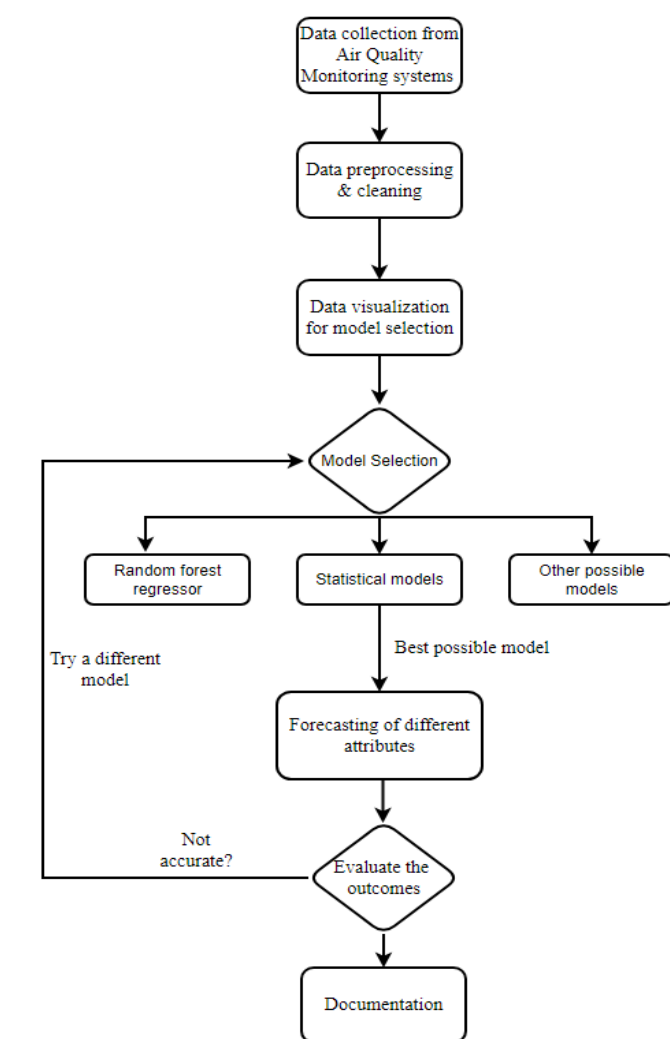 Data collection from
Air Quality
Monitoring systems
Data preprocessing
& cleaning
Data visualization
for model selection
Model Selection
Random forest
regressor
Statistical models
Other possible
models
Best possible model
Try a different
model
Forecasting of different
attributes
Not
accurate?
Evaluate the
outcomes
Documentation